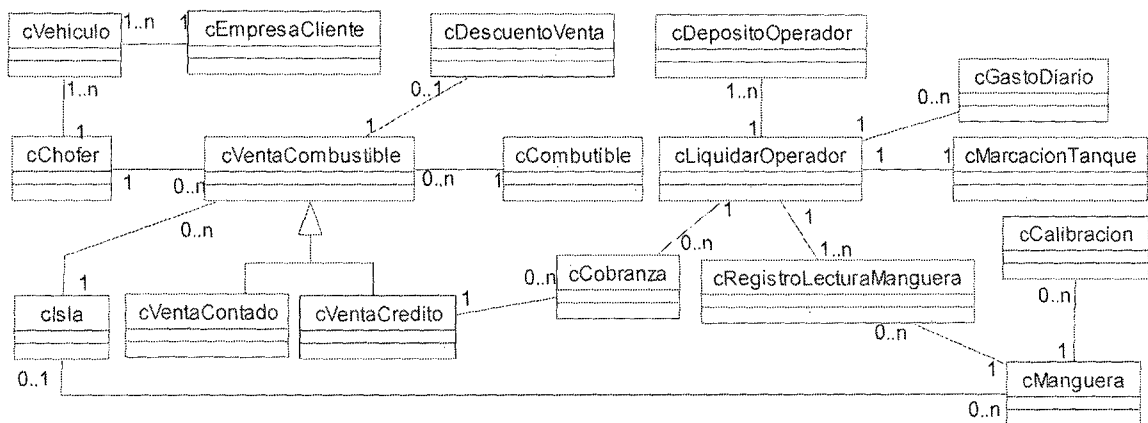 cVehiculo 1..n 1 cEmpresaCliente cDescuentoVenta cDepositoOperador
cGastoDiario
1..n 0..1 1..n 0..n
1 1 1 1
cChofer cVentaCombustible cCombutible cLiquidarOperador cMarcacionTanque
1 0..n 0..n 1 1 1
0..n 1 1
cCalibracion
0..n 1..n
1 0..n cCobranza cRegistroLecturaManguera
cIsla cVentaContado cVentaCredito 1 0..n
0..n
0..1 1 1
cManguera
0..n